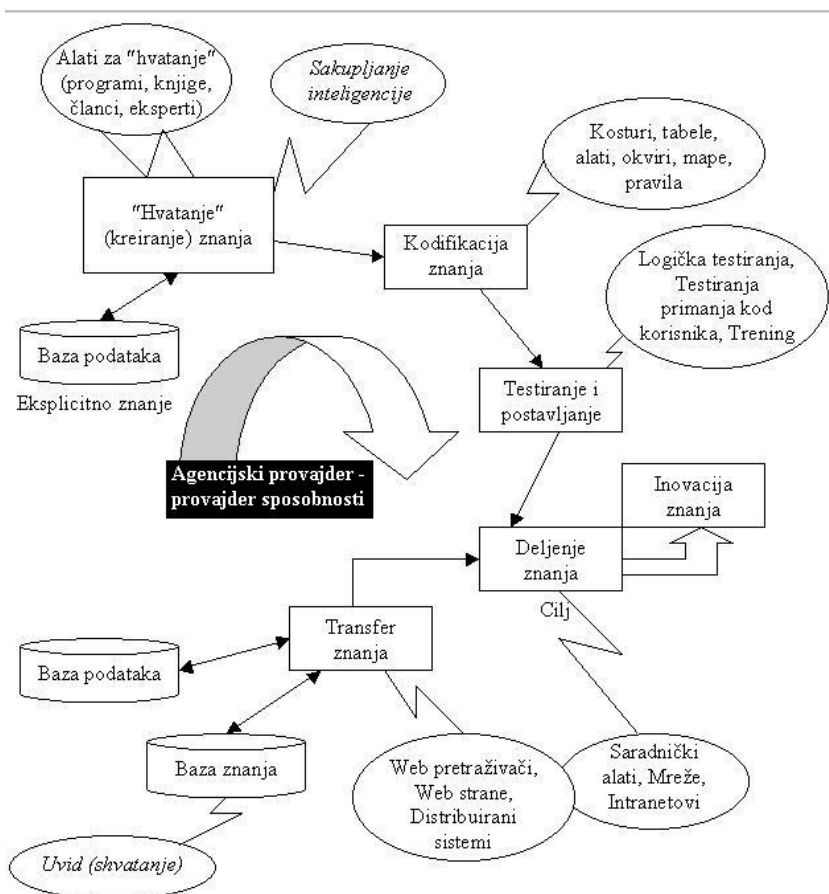 Alati za "hvatanje"
(programi, knjige,
članci, eksperti)
Sakupljanje
inteligencije
Kosturi, tabele,
alati, okviri, mape,
pravila
"Hvatanje"
(kreiranje) znanja
Kodifikacija
znanja
Logička testiranja,
Testiranja
primanja kod
korisnika, Trening
Baza podataka
Eksplicitno znanje
Testiranje i
postavljanje
Agencijski provajder -
provajder sposobnosti
Inovacija
znanja
Deljenje
znanja
Cilj
Transfer
znanja
Baza podataka
Baza znanja
Web pretraživači,
Web strane,
Distribuirani
sistemi
Saradnički
alati, Mreže,
Intranetovi
Uvid (shvatanje)